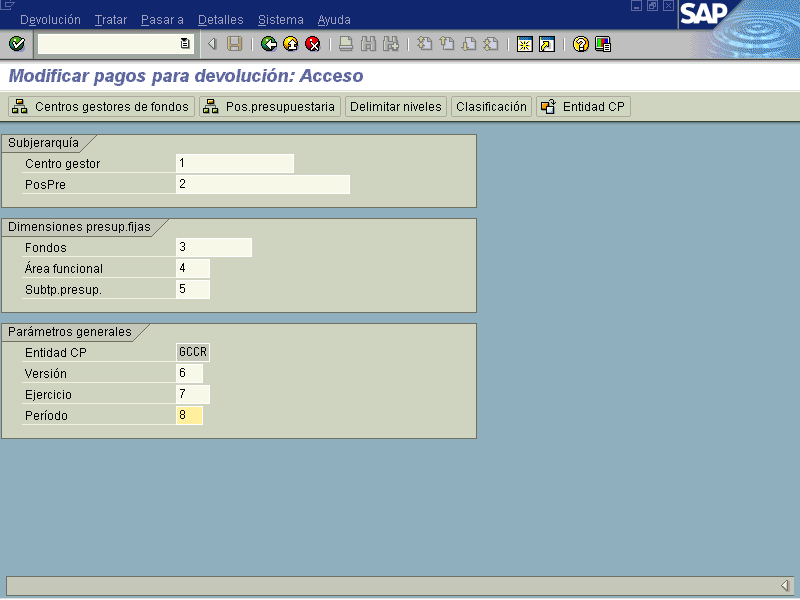 Devolución Tratar Pasar a Detalles Sistema Ayuda
SAP
Modificar pagos para devolución: Acceso
Centros gestores de fondos Pos.presupuestaria Delimitar niveles Clasificación Entidad CP
Subjerarquía
Centro gestor 1
PosPre 2
Dimensiones presup.fijas
Fondos 3
Área funcional 4
Subtp.presup. 5
Parámetros generales
Entidad CP GCCR
Versión 6
Ejercicio 7
Período 8